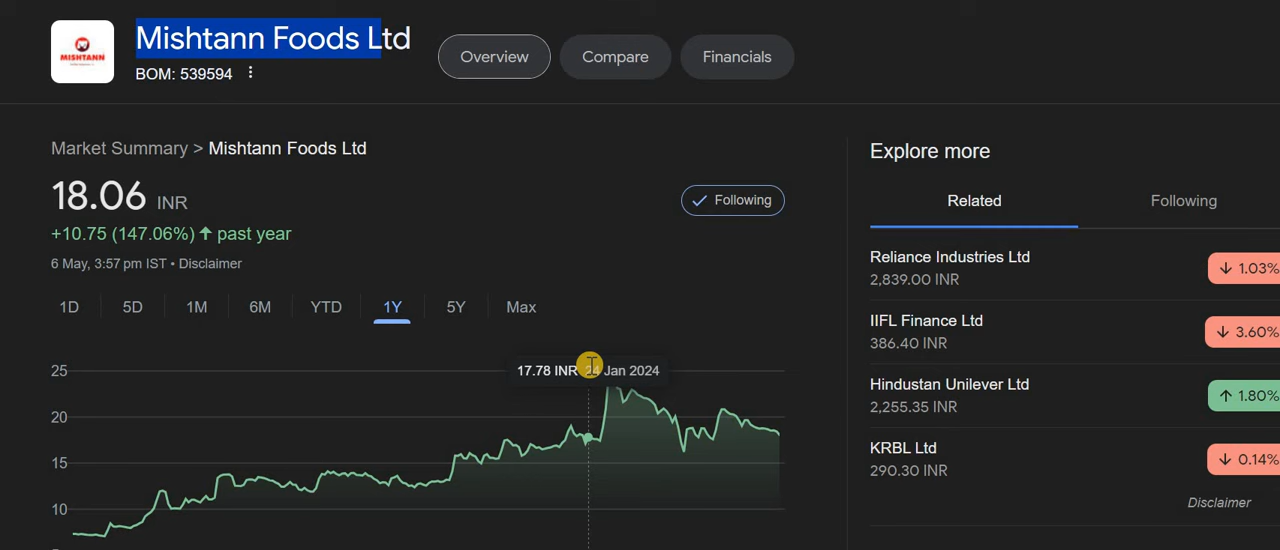 MISHTANN
Mishtann Foods Ltd
BOM: 539594
Overview
Compare
Financials
Market Summary > Mishtann Foods Ltd
18.06 INR
Following
+10.75 (147.06%) ↑ past year
6 May, 3:57 pm IST • Disclaimer
1D
5D
1M
6M
YTD
1Y
5Y
Max
17.78 INR 24 Jan 2024
25
20
15
10
Explore more
Related
Following
Reliance Industries Ltd
2,839.00 INR
↓ 1.03%
IIFL Finance Ltd
386.40 INR
↓ 3.60%
Hindustan Unilever Ltd
2,255.35 INR
↑ 1.80%
KRBL Ltd
290.30 INR
↓ 0.14%
Disclaimer